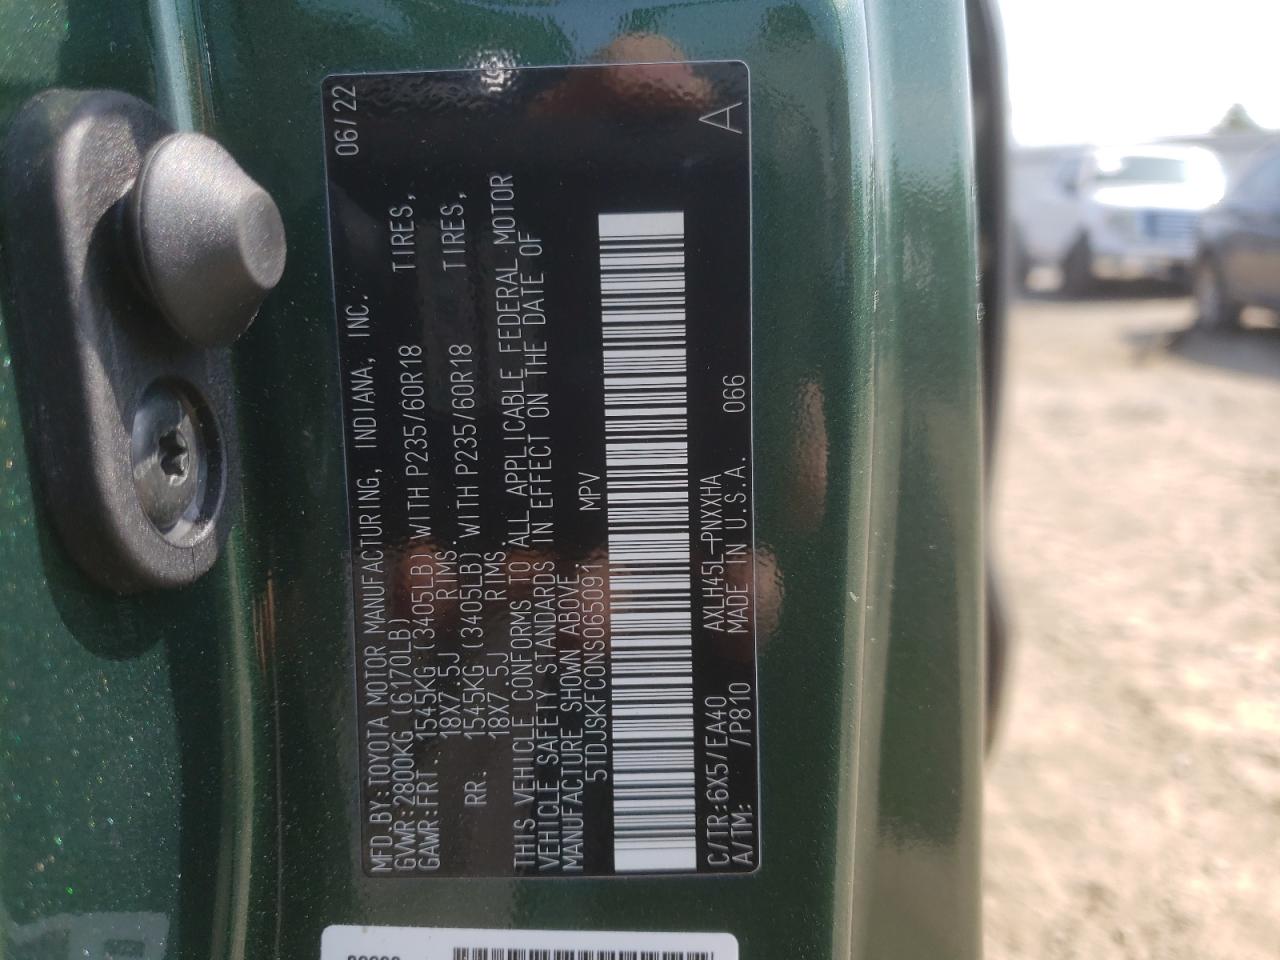 MFD.BY:TOYOTA MOTOR MANUFACTURING, INDIANA, INC. 06/22
GVWR:2800KG (6170LB)
GAWR:FRT. 1545KG (3405LB) WITH P235/60R18 TIRES,
18X7.5J RIMS.
RR. 1545KG (3405LB) WITH P235/60R18 TIRES,
18X7.5J RIMS.
THIS VEHICLE CONFORMS TO ALL APPLICABLE FEDERAL MOTOR
VEHICLE SAFETY STANDARDS IN EFFECT ON THE DATE OF
MANUFACTURE SHOWN ABOVE.
5TDJSKFC0NS065091 MPV
C/TR:6X5/EA40 AXLH45L-PNXXHA 066 A
A/TM: /P810 MADE IN U.S.A.